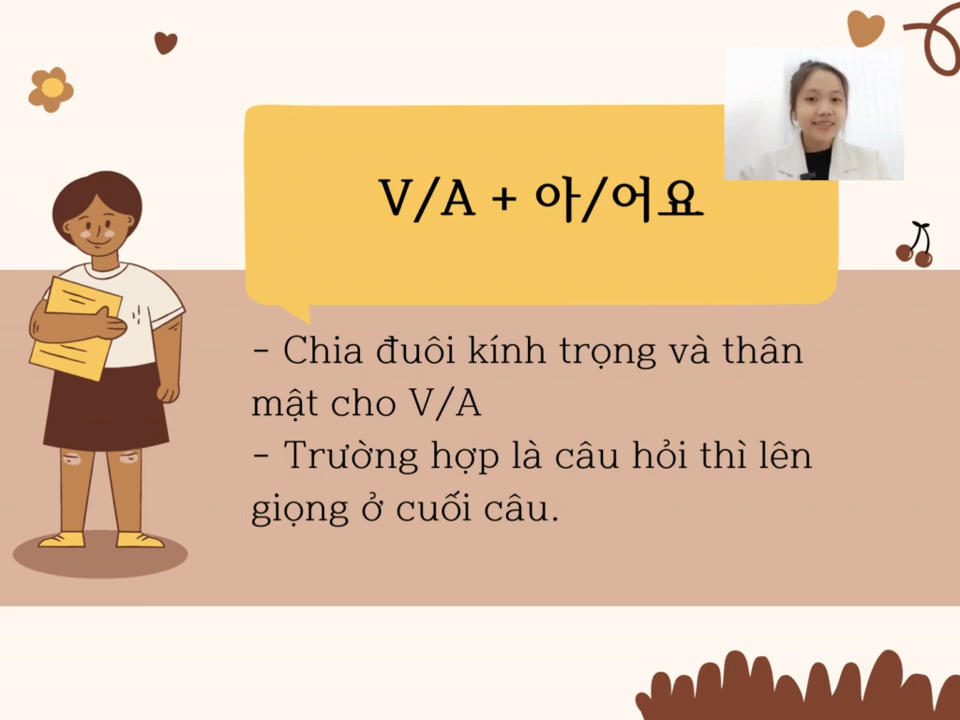 V/A + 아/어요
- Chia đuôi kính trọng và thân
mật cho V/A
- Trường hợp là câu hỏi thì lên
giọng ở cuối câu.